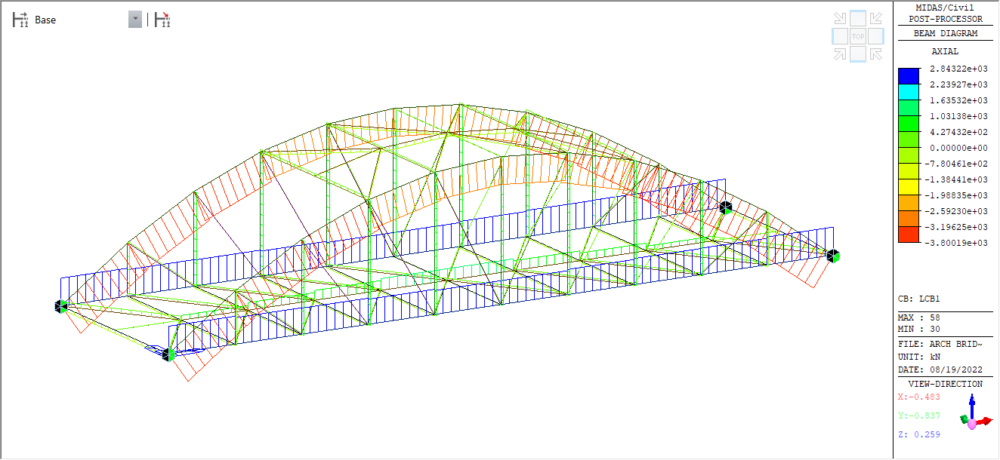 Base
TOP
MIDAS/Civil
POST-PROCESSOR
BEAM DIAGRAM
AXIAL
2.84322e+03
2.23927e+03
1.63532e+03
1.03138e+03
4.27432e+02
0.00000e+00
-7.80461e+02
-1.38441e+03
-1.98835e+03
-2.59230e+03
-3.19625e+03
-3.80019e+03
CB: LCB1
MAX : 58
MIN : 30
FILE: ARCH BRID~
UNIT: kN
DATE: 08/19/2022
VIEW-DIRECTION
X:-0.483
Y:-0.837
Z: 0.259